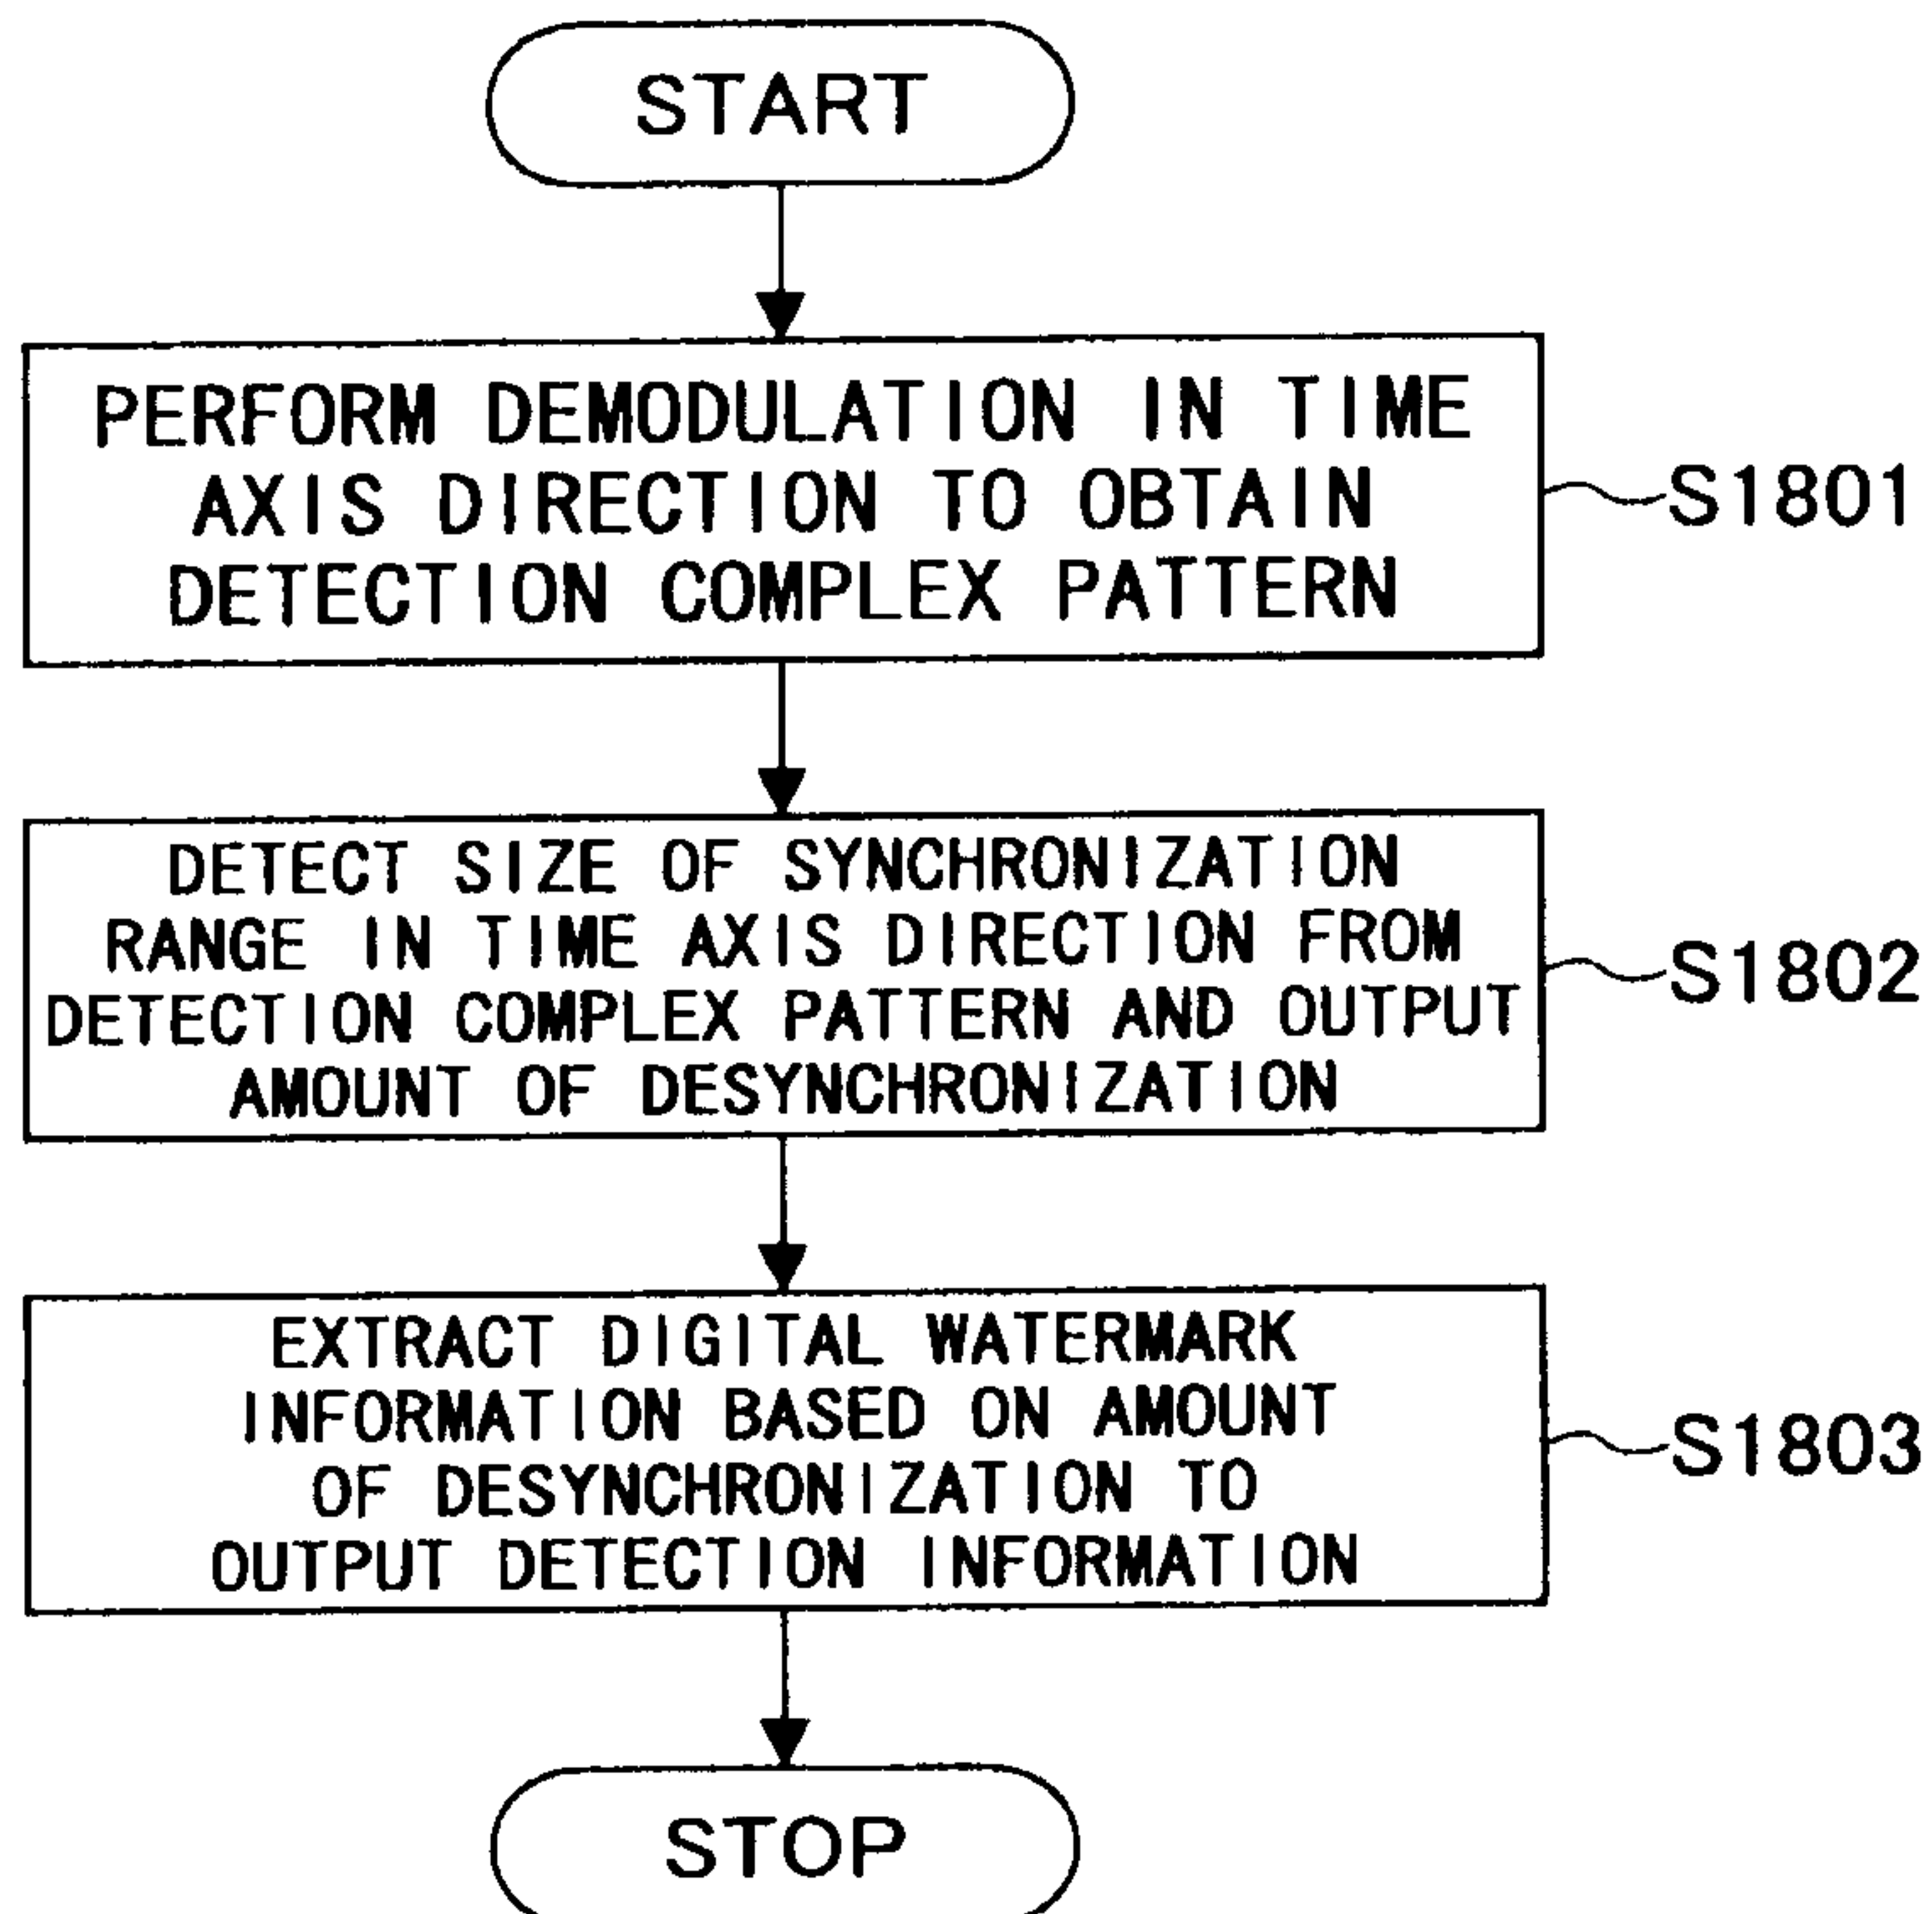 START
PERFORM DEMODULATION IN TIME
AXIS DIRECTION TO OBTAIN
DETECTION COMPLEX PATTERN
S1801
DETECT SIZE OF SYNCHRONIZATION
RANGE IN TIME AXIS DIRECTION FROM
DETECTION COMPLEX PATTERN AND OUTPUT
AMOUNT OF DESYNCHRONIZATION
S1802
EXTRACT DIGITAL WATERMARK
INFORMATION BASED ON AMOUNT
OF DESYNCHRONIZATION TO
OUTPUT DETECTION INFORMATION
S1803
STOP